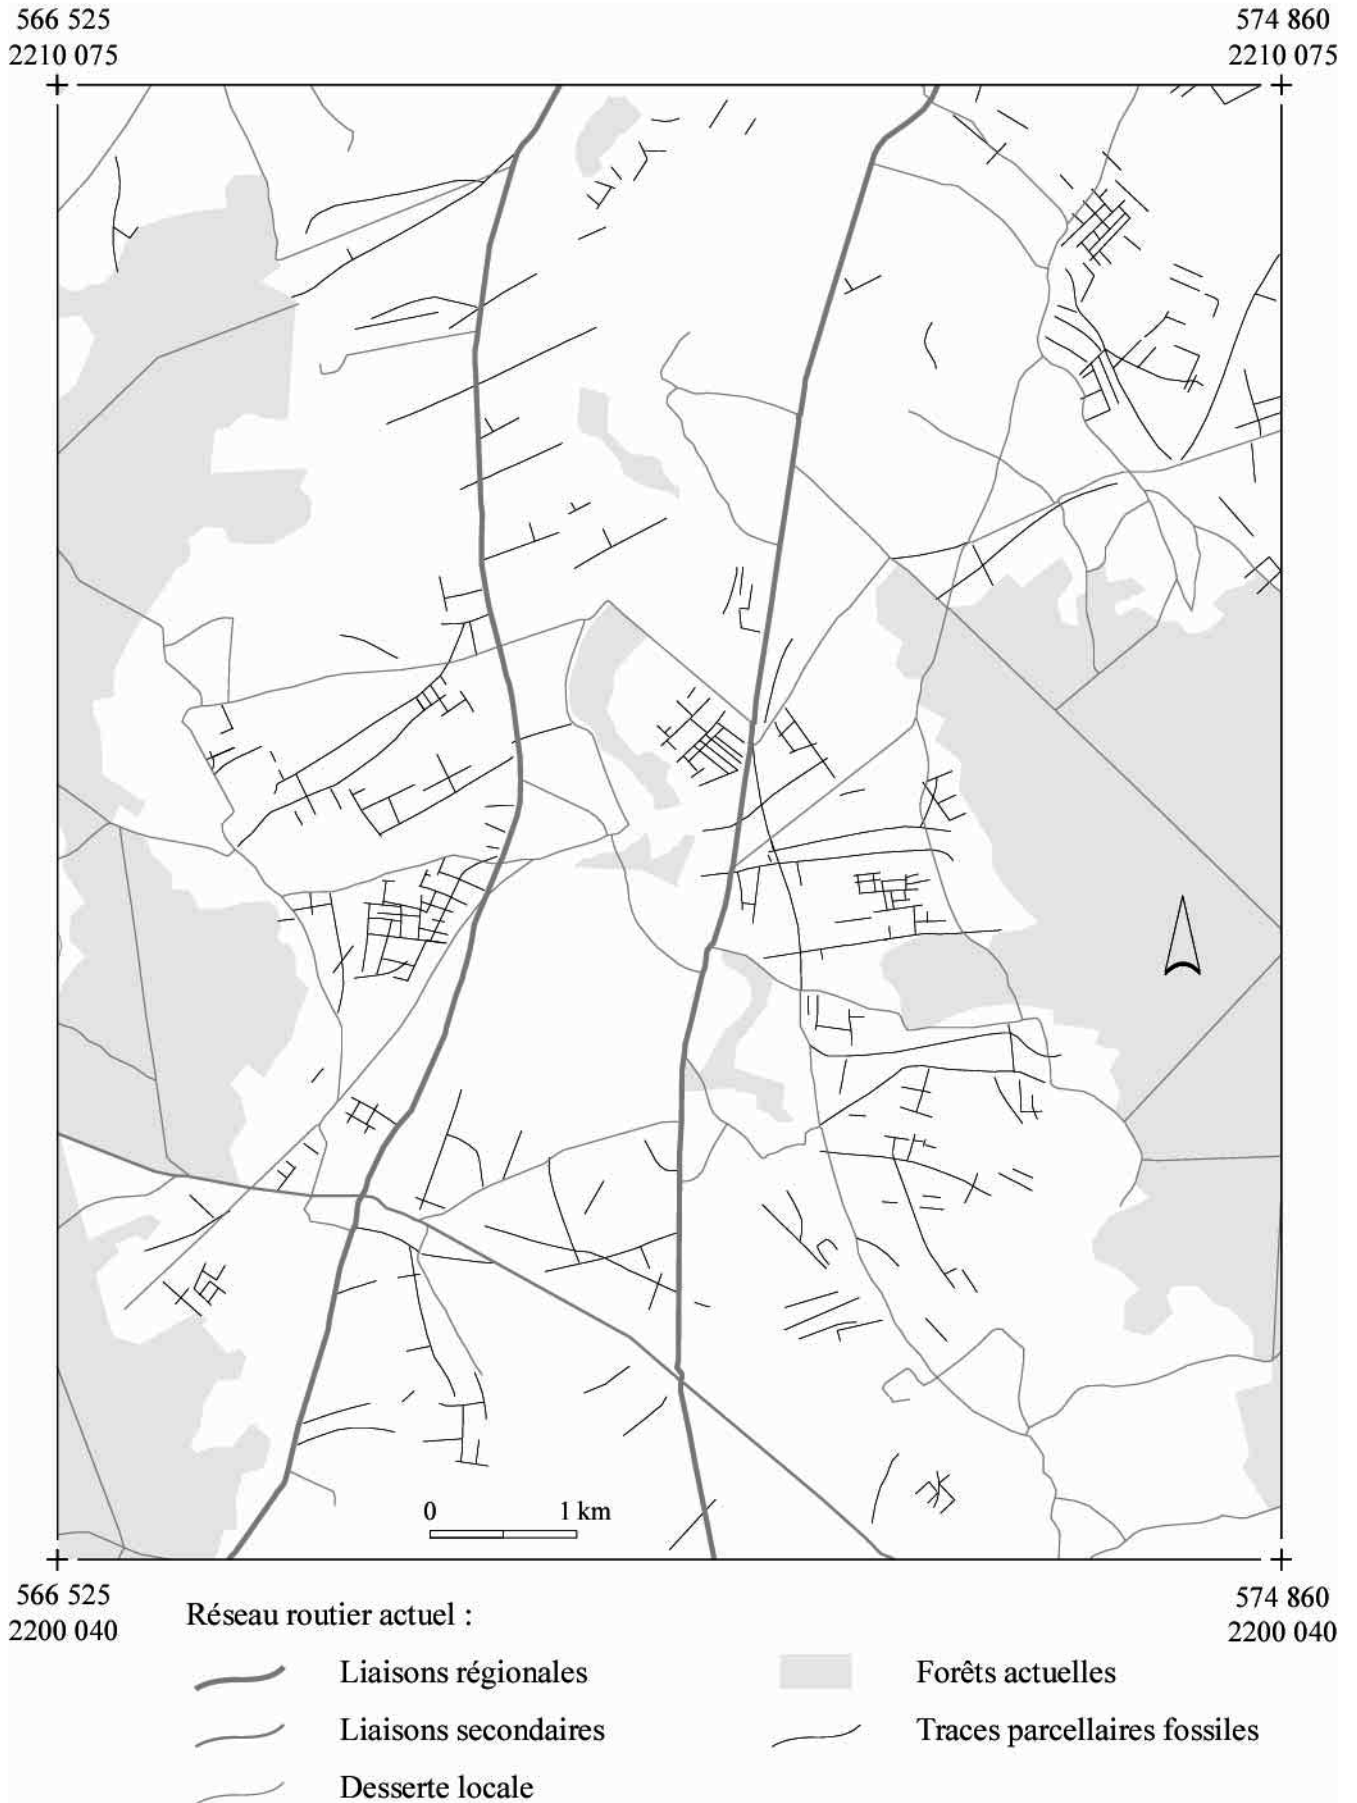 566 525
2210 075
574 860
2210 075
0 1 km
566 525
2200 040
574 860
2200 040
Réseau routier actuel :
Liaisons régionales
Forêts actuelles
Liaisons secondaires
Traces parcellaires fossiles
Desserte locale